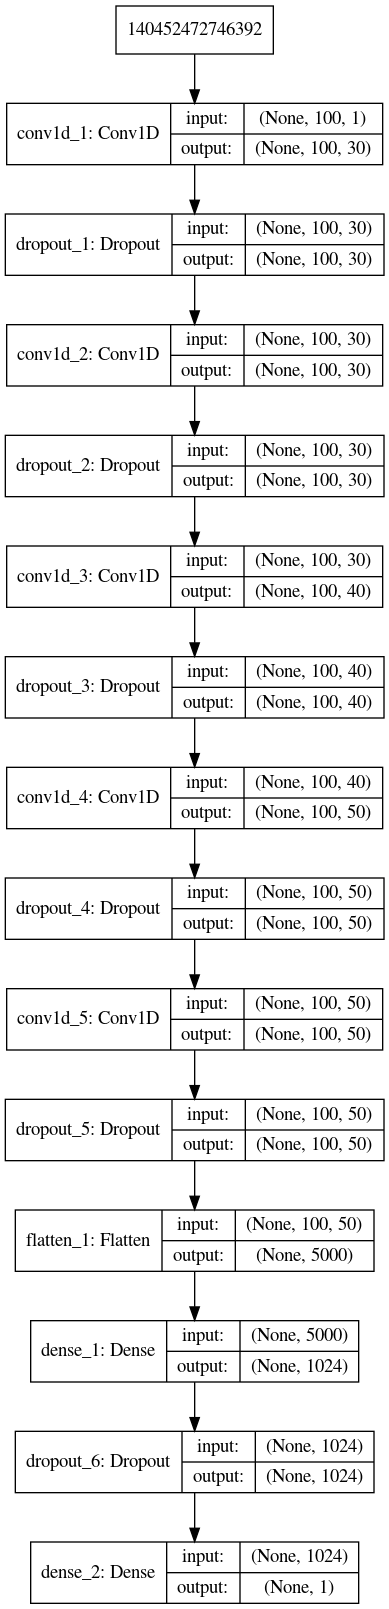 140452472746392
conv1d_1: Conv1D
input: (None, 100, 1)
output: (None, 100, 30)
dropout_1: Dropout
input: (None, 100, 30)
output: (None, 100, 30)
conv1d_2: Conv1D
input: (None, 100, 30)
output: (None, 100, 30)
dropout_2: Dropout
input: (None, 100, 30)
output: (None, 100, 30)
conv1d_3: Conv1D
input: (None, 100, 30)
output: (None, 100, 40)
dropout_3: Dropout
input: (None, 100, 40)
output: (None, 100, 40)
conv1d_4: Conv1D
input: (None, 100, 40)
output: (None, 100, 50)
dropout_4: Dropout
input: (None, 100, 50)
output: (None, 100, 50)
conv1d_5: Conv1D
input: (None, 100, 50)
output: (None, 100, 50)
dropout_5: Dropout
input: (None, 100, 50)
output: (None, 100, 50)
flatten_1: Flatten
input: (None, 100, 50)
output: (None, 5000)
dense_1: Dense
input: (None, 5000)
output: (None, 1024)
dropout_6: Dropout
input: (None, 1024)
output: (None, 1024)
dense_2: Dense
input: (None, 1024)
output: (None, 1)